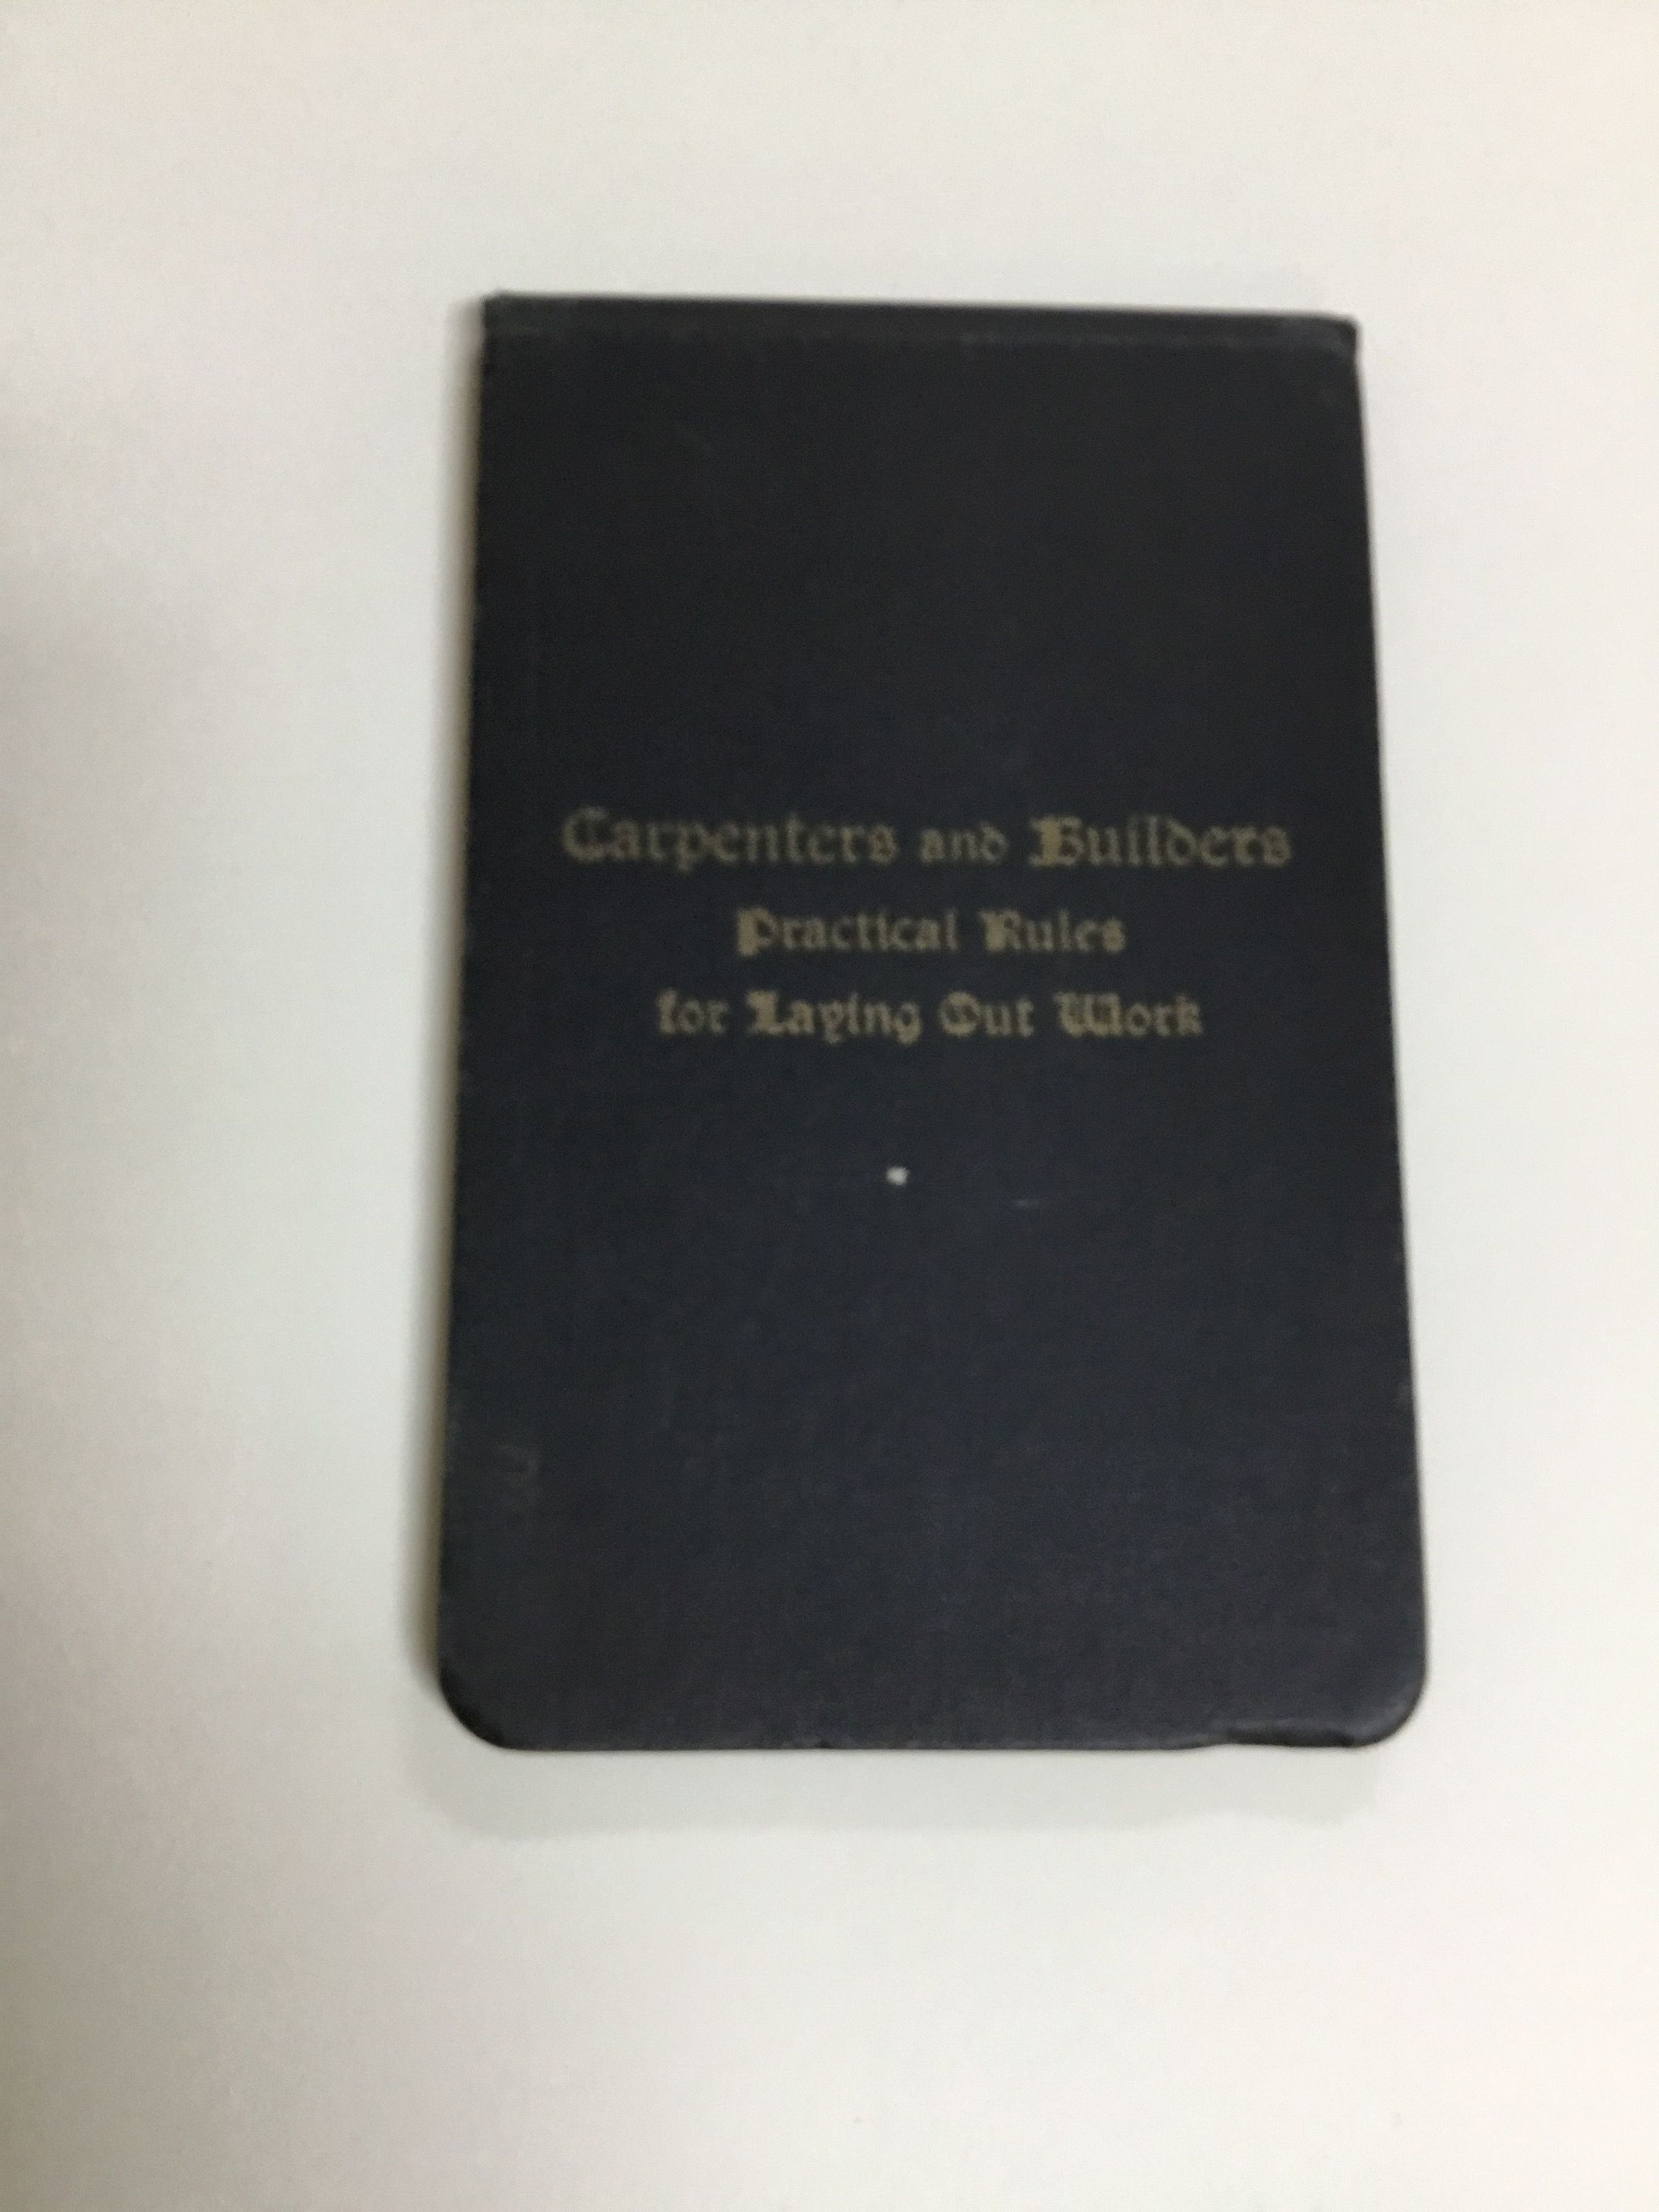 Carpenters and Builders
Practical Rules
for Laying Out Work